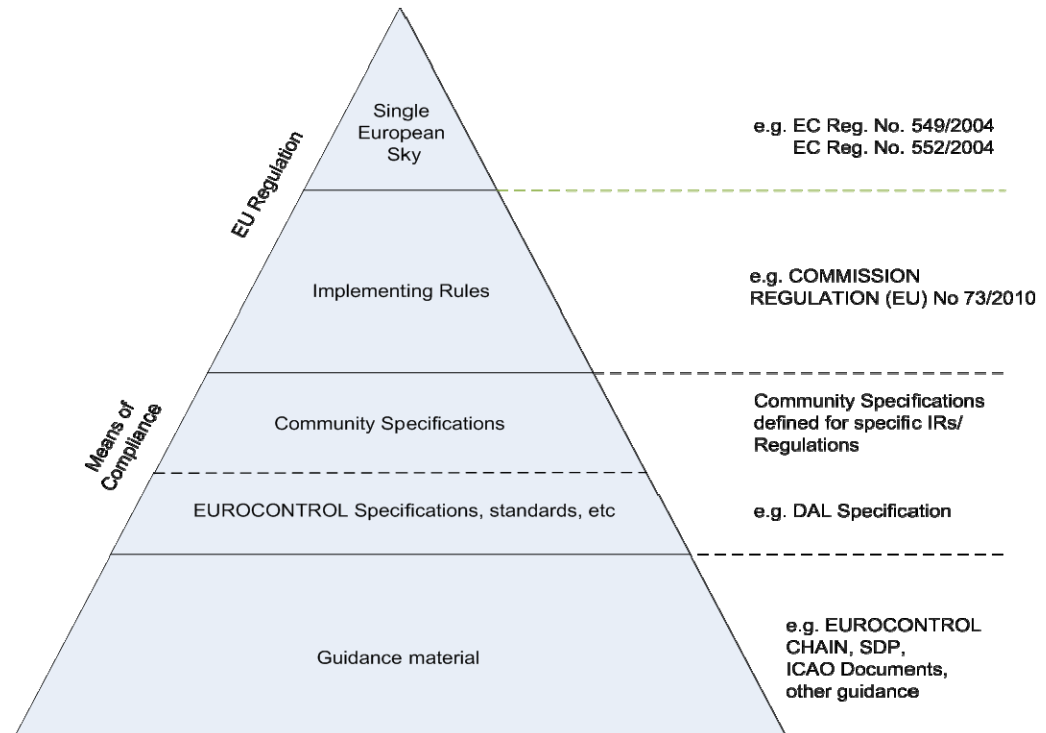 Single
European
Sky
e.g. EC Reg. No. 549/2004
EC Reg. No. 552/2004
EU Regulation
Implementing Rules
e.g. COMMISSION
REGULATION (EU) No 73/2010
Means of
Compliance
Community Specifications
Community Specifications
defined for specific IRs/
Regulations
EUROCONTROL Specifications, standards, etc
e.g. DAL Specification
Guidance material
e.g. EUROCONTROL
CHAIN, SDP,
ICAO Documents,
other guidance